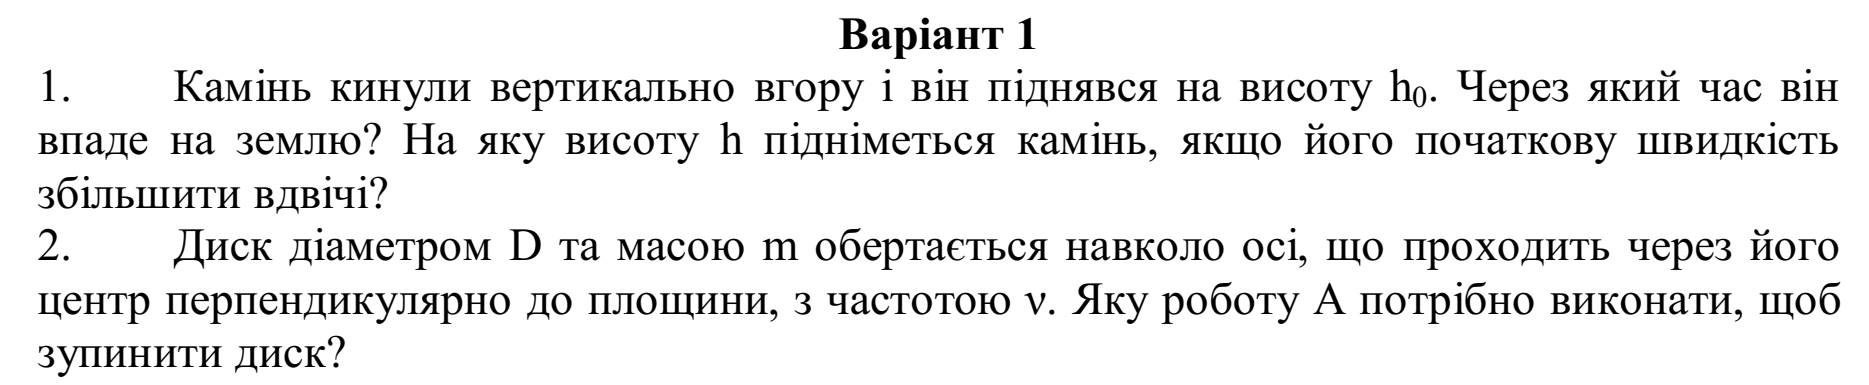 Варіант 1
1. Камінь кинули вертикально вгору і він піднявся на висоту h₀. Через який час він
впаде на землю? На яку висоту h підніметься камінь, якщо його початкову швидкість
збільшити вдвічі?
2. Диск діаметром D та масою m обертається навколо осі, що проходить через його
центр перпендикулярно до площини, з частотою ν. Яку роботу А потрібно виконати, щоб
зупинити диск?